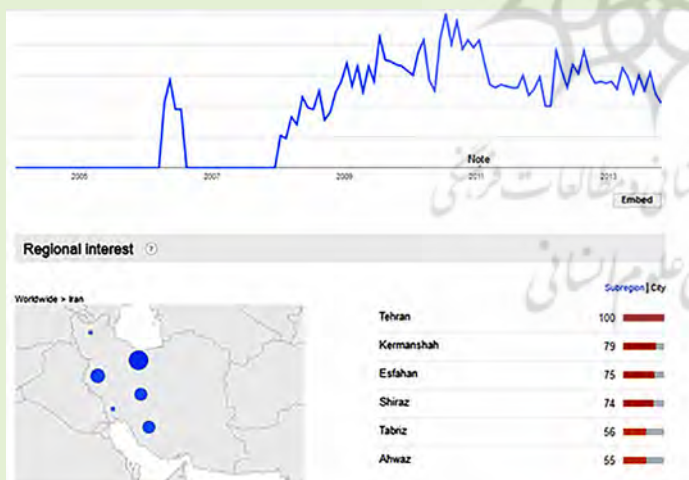 Note
2005 2007 2009 2011 2013
Embed
Regional interest ?
Subregion | City
Worldwide > Iran
Tehran 100
Kermanshah 79
Esfahan 75
Shiraz 74
Tabriz 56
Ahwaz 55